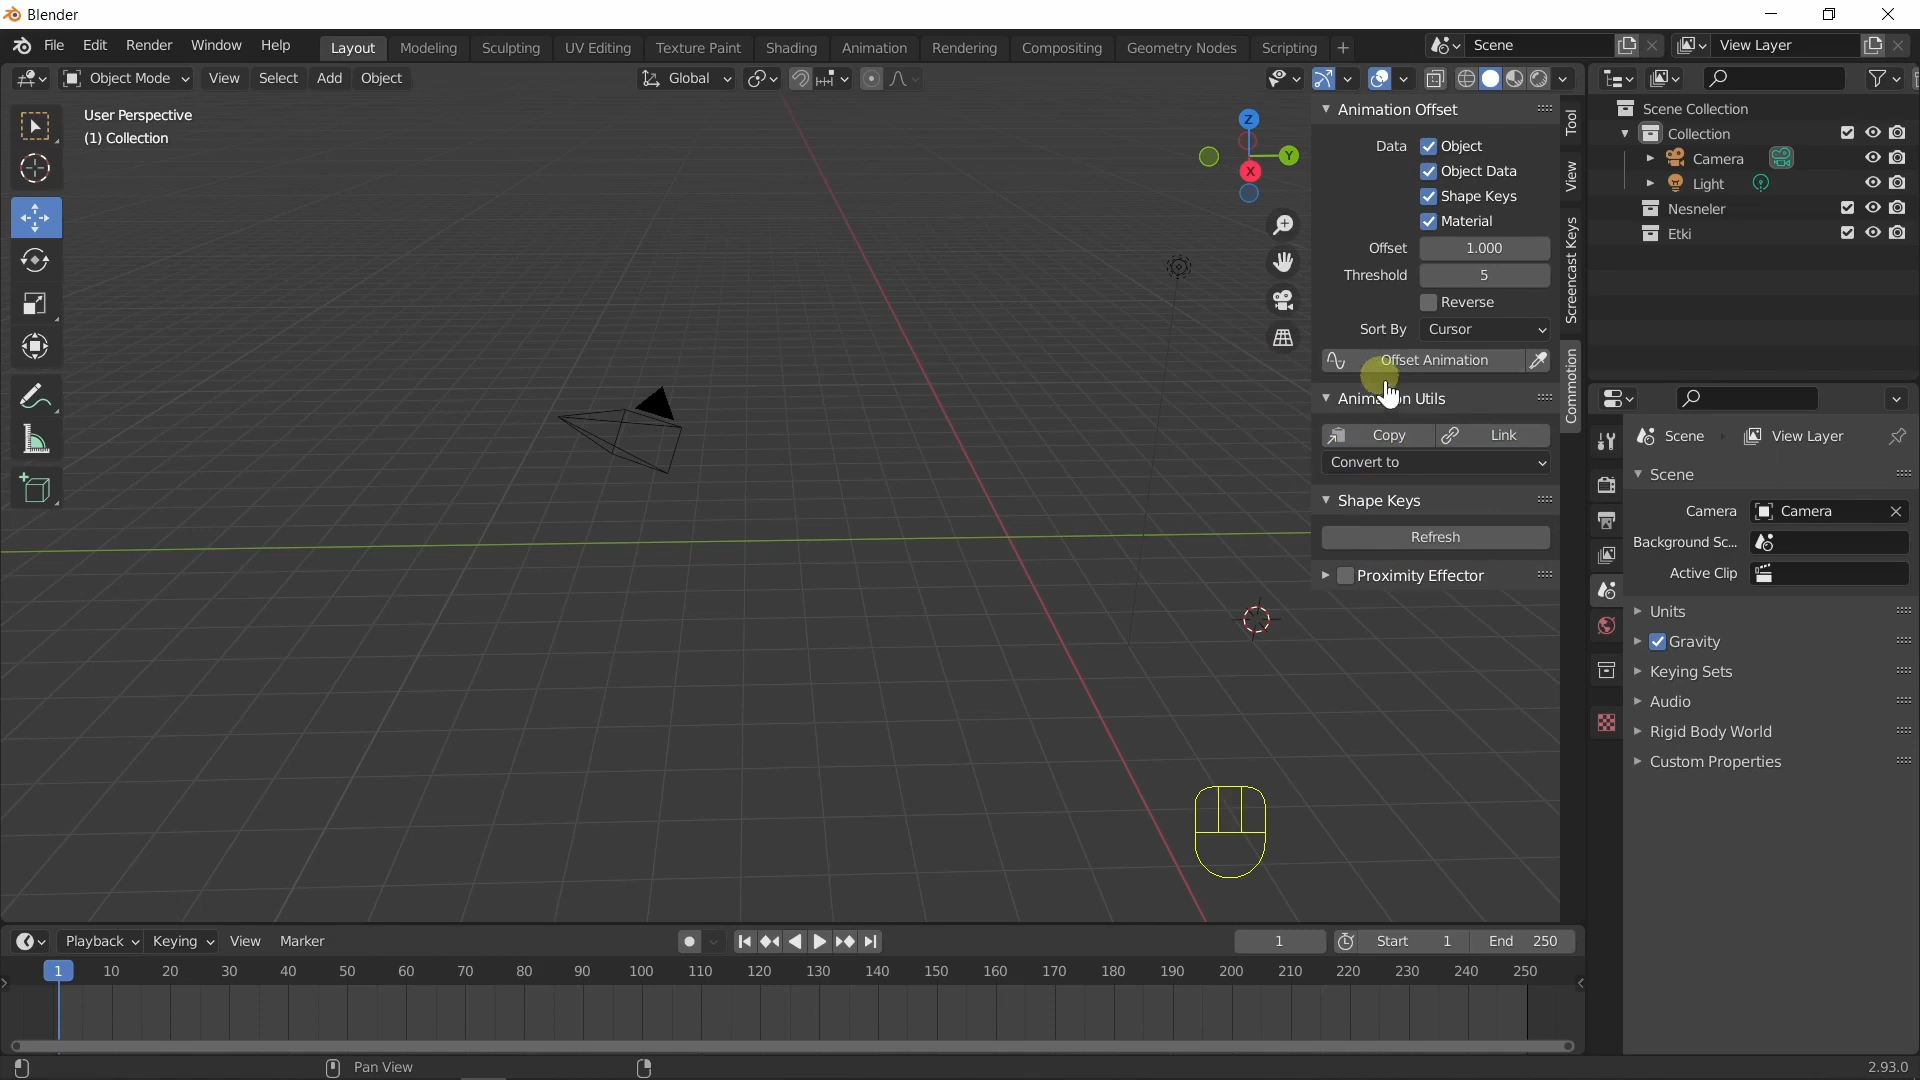 Blender
File Edit Render Window Help Layout Modeling Sculpting UV Editing Texture Paint Shading Animation Rendering Compositing Geometry Nodes Scripting + Scene View Layer
Object Mode View Select Add Object Global
User Perspective
(1) Collection
Z
Y
X
Animation Offset
Data Object
Object Data
Shape Keys
Material
Offset 1.000
Threshold 5
Reverse
Sort By Cursor
Offset Animation
Animation Utils
Copy Link
Convert to
Shape Keys
Refresh
Proximity Effector
Tool
View
Screencast Keys
Commotion
Scene Collection
Collection
Camera
Light
Nesneler
Etki
Scene View Layer
Scene
Camera Camera
Background Sc...
Active Clip
Units
Gravity
Keying Sets
Audio
Rigid Body World
Custom Properties
Playback Keying View Marker 1 Start 1 End 250
1 10 20 30 40 50 60 70 80 90 100 110 120 130 140 150 160 170 180 190 200 210 220 230 240 250
Pan View 2.93.0